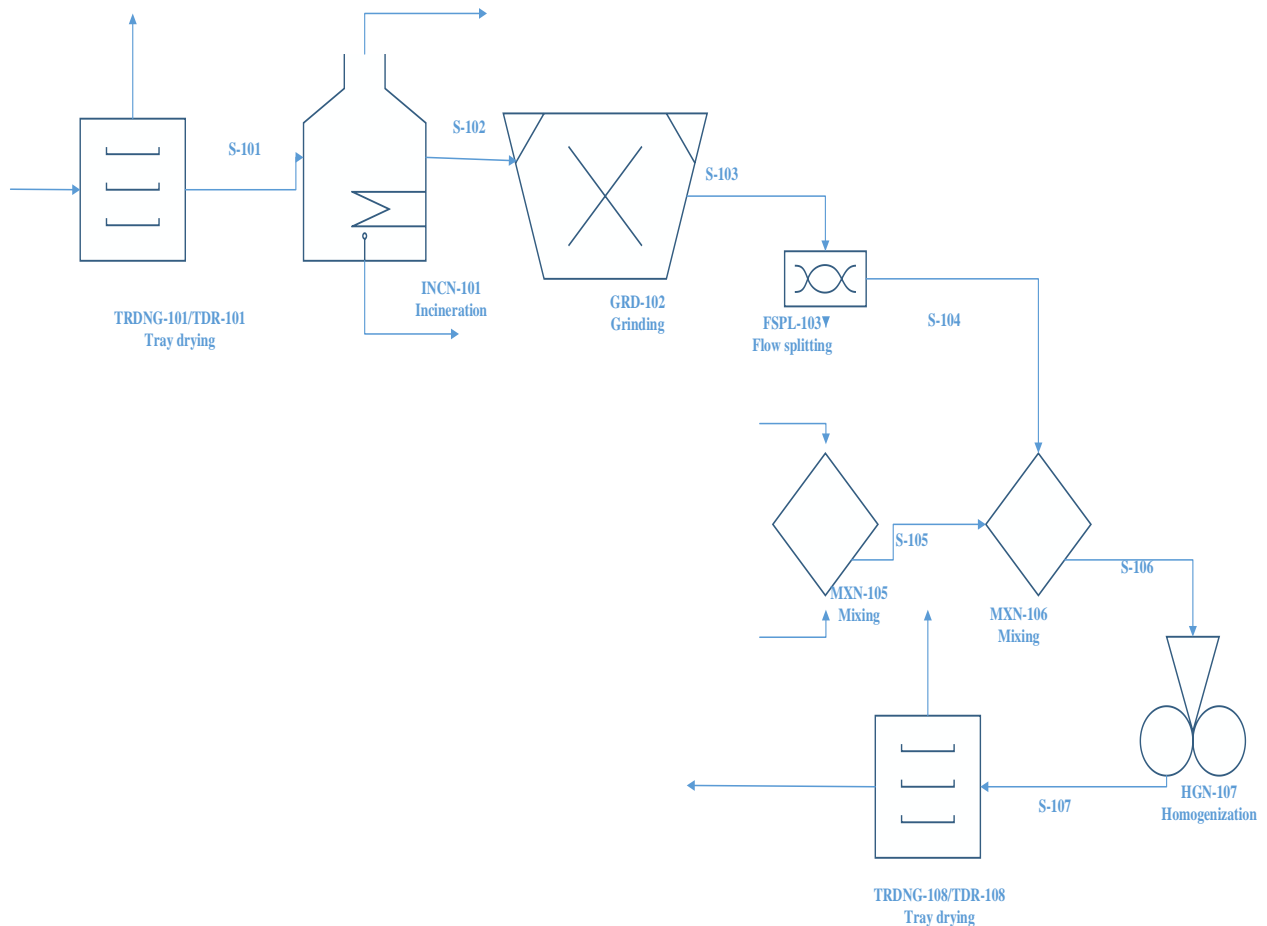 S-101
S-102
S-103
TRDNG-101/TDR-101
Tray drying
INCN-101
Incineration
GRD-102
Grinding
FSPL-103
Flow splitting
S-104
S-105
MXN-105
Mixing
MXN-106
Mixing
S-106
HGN-107
Homogenization
S-107
TRDNG-108/TDR-108
Tray drying